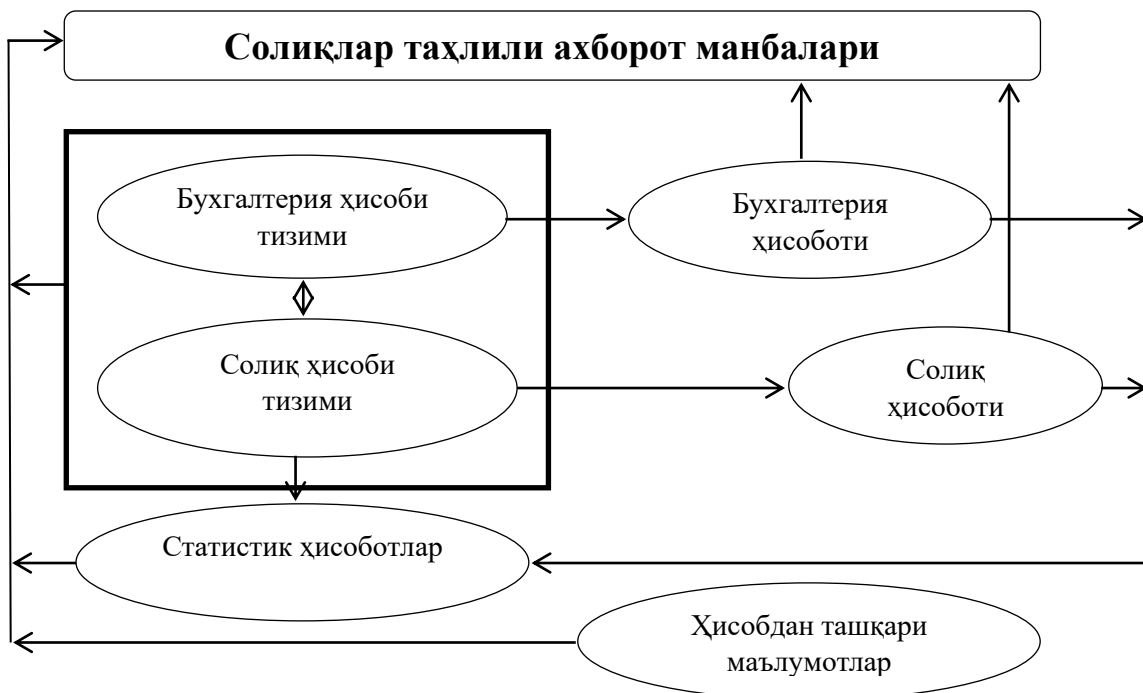 Солиқлар таҳлили ахборот манбалари
Бухгалтерия ҳисоби
тизими
Бухгалтерия
ҳисоботи
Солиқ ҳисоби
тизими
Солиқ
ҳисоботи
Статистик ҳисоботлар
Ҳисобдан ташқари
маълумотлар